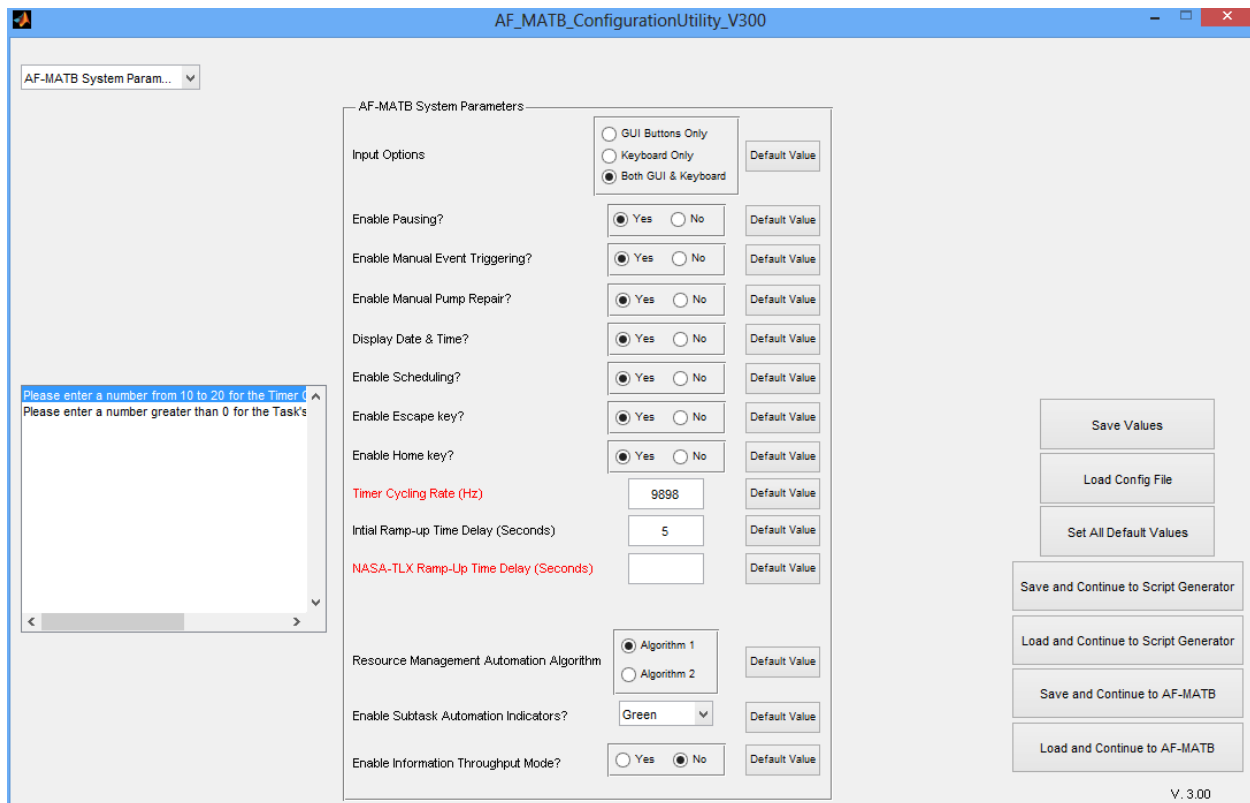 AF_MATB_ConfigurationUtility_V300
AF-MATB System Param...
AF-MATB System Parameters
Input Options
GUI Buttons Only
Keyboard Only
Both GUI & Keyboard
Default Value
Enable Pausing?
Yes No
Default Value
Enable Manual Event Triggering?
Yes No
Default Value
Enable Manual Pump Repair?
Yes No
Default Value
Display Date & Time?
Yes No
Default Value
Enable Scheduling?
Yes No
Default Value
Enable Escape key?
Yes No
Default Value
Enable Home key?
Yes No
Default Value
Timer Cycling Rate (Hz)
9898
Default Value
Intial Ramp-up Time Delay (Seconds)
5
Default Value
NASA-TLX Ramp-Up Time Delay (Seconds)
Default Value
Resource Management Automation Algorithm
Algorithm 1
Algorithm 2
Default Value
Enable Subtask Automation Indicators?
Green
Default Value
Enable Information Throughput Mode?
Yes No
Default Value
Please enter a number from 10 to 20 for the Timer
Please enter a number greater than 0 for the Task's
Save Values
Load Config File
Set All Default Values
Save and Continue to Script Generator
Load and Continue to Script Generator
Save and Continue to AF-MATB
Load and Continue to AF-MATB
V. 3.00